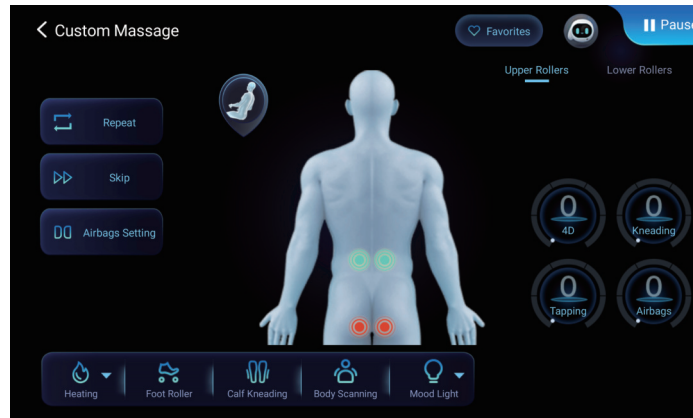 Custom Massage
Favorites
Pause
Upper Rollers
Lower Rollers
Repeat
Skip
Airbags Setting
0
4D
0
Kneading
0
Tapping
0
Airbags
Heating
Foot Roller
Calf Kneading
Body Scanning
Mood Light